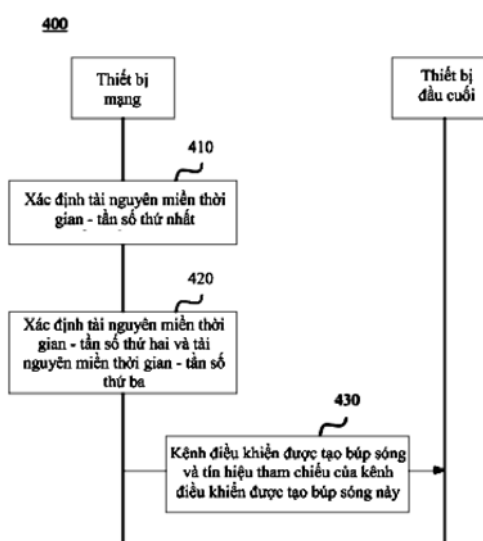 400
Thiết bị
mạng
Thiết bị
đầu cuối
410
Xác định tài nguyên miền thời
gian - tần số thứ nhất
420
Xác định tài nguyên miền thời
gian - tần số thứ hai và tài
nguyên miền thời gian - tần số
thứ ba
430
Kênh điều khiển được tạo búp sóng
và tín hiệu tham chiếu của kênh
điều khiển được tạo búp sóng này